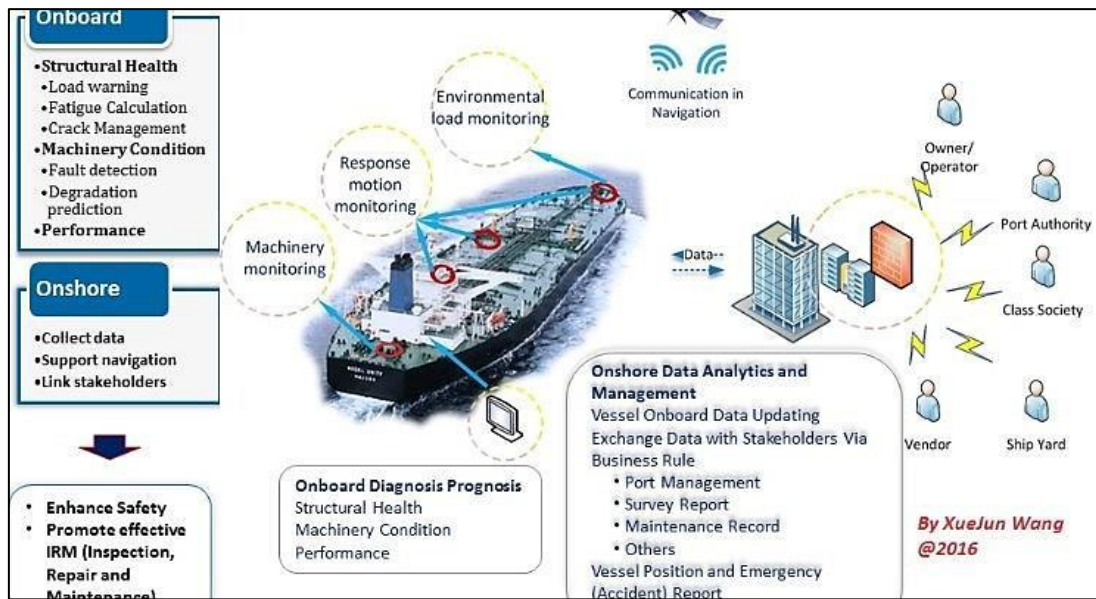 Onboard
•Structural Health
•Load warning
•Fatigue Calculation
•Crack Management
•Machinery Condition
•Fault detection
•Degradation
prediction
•Performance
Onshore
•Collect data
•Support navigation
•Link stakeholders
• Enhance Safety
• Promote effective
IRM (Inspection,
Repair and
Maintenance)
Environmental
load monitoring
Response
motion
monitoring
Machinery
monitoring
Communication in
Navigation
Data--
Owner/
Operator
Port Authority
Class Society
Vendor
Ship Yard
Onboard Diagnosis Prognosis
Structural Health
Machinery Condition
Performance
Onshore Data Analytics and
Management
Vessel Onboard Data Updating
Exchange Data with Stakeholders Via
Business Rule
• Port Management
• Survey Report
• Maintenance Record
• Others
Vessel Position and Emergency
(Accident) Report
By XueJun Wang
@2016